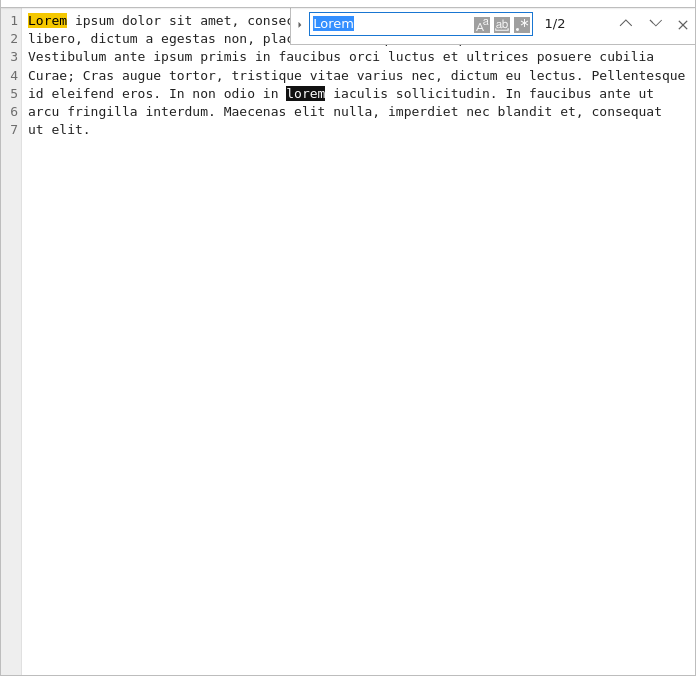 1 Lorem ipsum dolor sit amet, consec
Lorem
1/2
2 libero, dictum a egestas non, plac
3 Vestibulum ante ipsum primis in faucibus orci luctus et ultrices posuere cubilia
4 Curae; Cras augue tortor, tristique vitae varius nec, dictum eu lectus. Pellentesque
5 id eleifend eros. In non odio in lorem iaculis sollicitudin. In faucibus ante ut
6 arcu fringilla interdum. Maecenas elit nulla, imperdiet nec blandit et, consequat
7 ut elit.